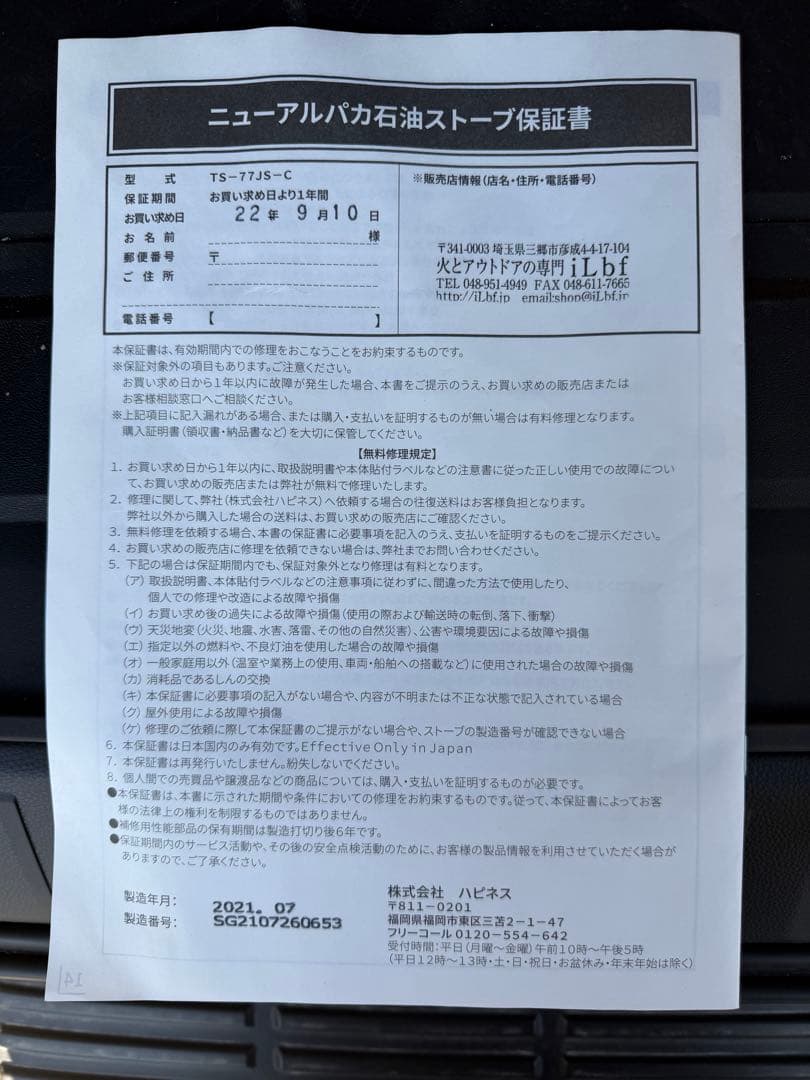 ニューアルパカ石油ストーブ保証書
型 式 TS-77JS-C
保証期間 お買い求め日より1年間
お買い求め日 22年 9月10日
お名前 様
郵便番号 〒
ご住所
電話番号 【 】
※販売店情報(店名・住所・電話番号)
〒341-0003 埼玉県三郷市彦成4-4-17-104
火とアウトドアの専門 iLbf
TEL 048-951-4949 FAX 048-611-7665
http://iLbf.jp email:shop@iLbf.jp
本保証書は、有効期間内での修理をおこなうことをお約束するものです。
※保証対象外の項目もあります。ご注意ください。
お買い求め日から1年以内に故障が発生した場合、本書をご提示のうえ、お買い求めの販売店または
お客様相談窓口へご相談ください。
※上記項目に記入漏れがある場合、または購入・支払いを証明するものが無い場合は有料修理となります。
購入証明書(領収書・納品書など)を大切に保管してください。
【無料修理規定】
1. お買い求め日から1年以内に、取扱説明書や本体貼付ラベルなどの注意書に従った正しい使用での故障につい
て、お買い求めの販売店または弊社が無料で修理いたします。
2. 修理に関して、弊社(株式会社ハピネス)へ依頼する場合の往復送料はお客様負担となります。
弊社以外から購入した場合の送料は、お買い求めの販売店にご確認ください。
3. 無料修理を依頼する場合、本書の保証書に必要事項を記入のうえ、支払いを証明するものをご提示ください。
4. お買い求めの販売店に修理を依頼できない場合は、弊社までお問い合わせください。
5. 下記の場合は保証期間内でも、保証対象外となり修理は有料となります。
(ア) 取扱説明書、本体貼付ラベルなどの注意事項に従わずに、間違った方法で使用したり、
個人での修理や改造による故障や損傷
(イ) お買い求め後の過失による故障や損傷(使用の際および輸送時の転倒、落下、衝撃)
(ウ) 天災地変(火災、地震、水害、落雷、その他の自然災害)、公害や環境要因による故障や損傷
(エ) 指定以外の燃料や、不良灯油を使用した場合の故障や損傷
(オ) 一般家庭用以外(温室や業務上の使用、車両・船舶への搭載など)に使用された場合の故障や損傷
(カ) 消耗品であるしんの交換
(キ) 本保証書に必要事項の記入がない場合や、内容が不明または不正な状態で記入されている場合
(ク) 屋外使用による故障や損傷
(ケ) 修理のご依頼に際して本保証書のご提示がない場合や、ストーブの製造番号が確認できない場合
6. 本保証書は日本国内のみ有効です。Effective Only in Japan
7. 本保証書は再発行いたしません。紛失しないでください。
8. 個人間での売買品や譲渡品などの商品については、購入・支払いを証明するものが必要です。
●本保証書は、本書に示された期間や条件においての修理をお約束するものです。従って、本保証書によってお客
様の法律上の権利を制限するものではありません。
●補修用性能部品の保有期間は製造打切り後6年です。
●保証期間内のサービス活動や、その後の安全点検活動のために、お客様の製品情報を利用させていただく場合が
ありますので、ご了承ください。
製造年月: 2021. 07
製造番号: SG2107260653
株式会社 ハピネス
〒811-0201
福岡県福岡市東区三苫2-1-47
フリーコール 0120-554-642
受付時間:平日(月曜~金曜)午前10時~午後5時
(平日12時~13時・土・日・祝日・お盆休み・年末年始は除く)
14